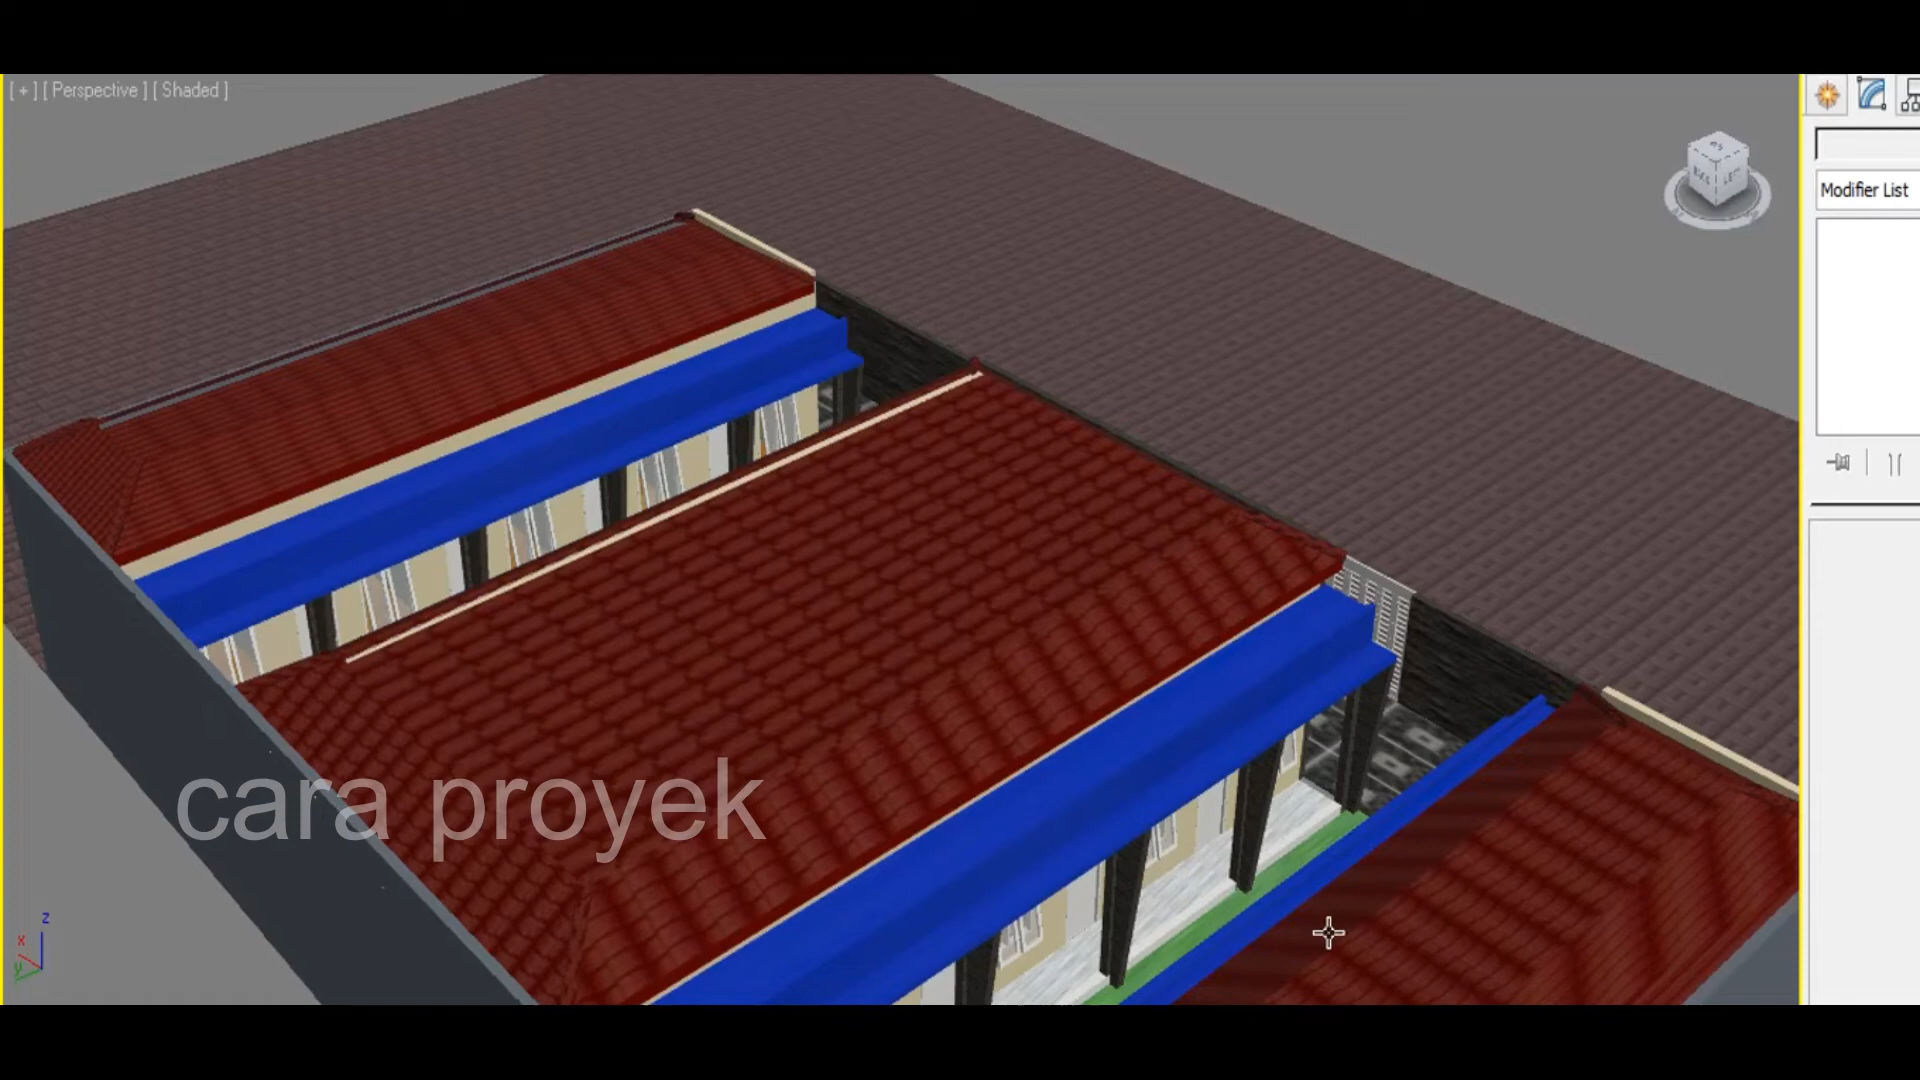 [ + ] [ Perspective ] [ Shaded ]
Modifier List
cara proyek
z
x
y